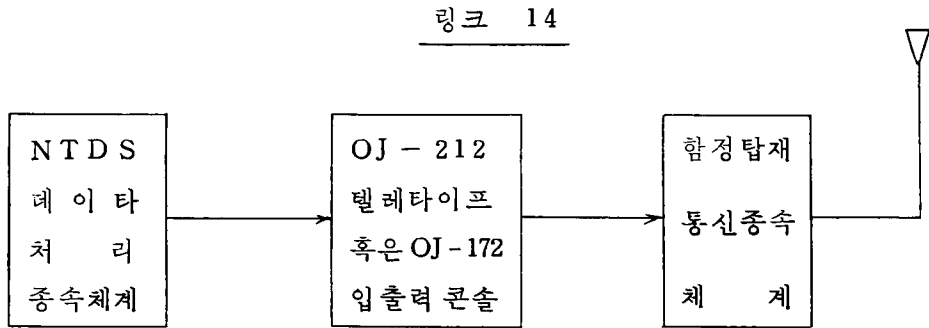 링크 14
NTDS
데이타
처리
종속체계
OJ-212
텔레타이프
혹은 OJ-172
입출력 콘솔
함정탑재
통신종속
체계